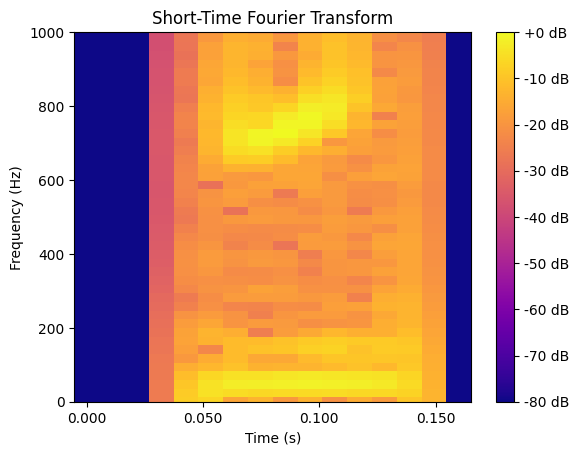 Short-Time Fourier Transform
1000
800
600
400
200
0
Frequency (Hz)
0.000
0.050
0.100
0.150
Time (s)
+0 dB
-10 dB
-20 dB
-30 dB
-40 dB
-50 dB
-60 dB
-70 dB
-80 dB